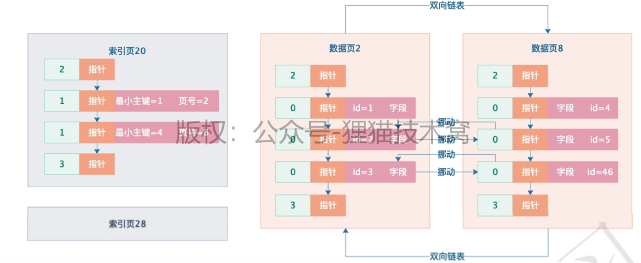 双向链表
索引页20
2 指针
1 指针 最小主键=1 页号=2
1 指针 最小主键=4
3 指针
索引页28
数据页2
2 指针
0 指针 id=1 字段
0 指针
0 指针 id=3 字段
3 指针
挪动
挪动
挪动
挪动
数据页8
2 指针
0 指针 字段 id=4
0 指针 字段 id=5
0 指针 字段 id=46
3 指针
双向链表
版权：公众号-狸猫技术窝